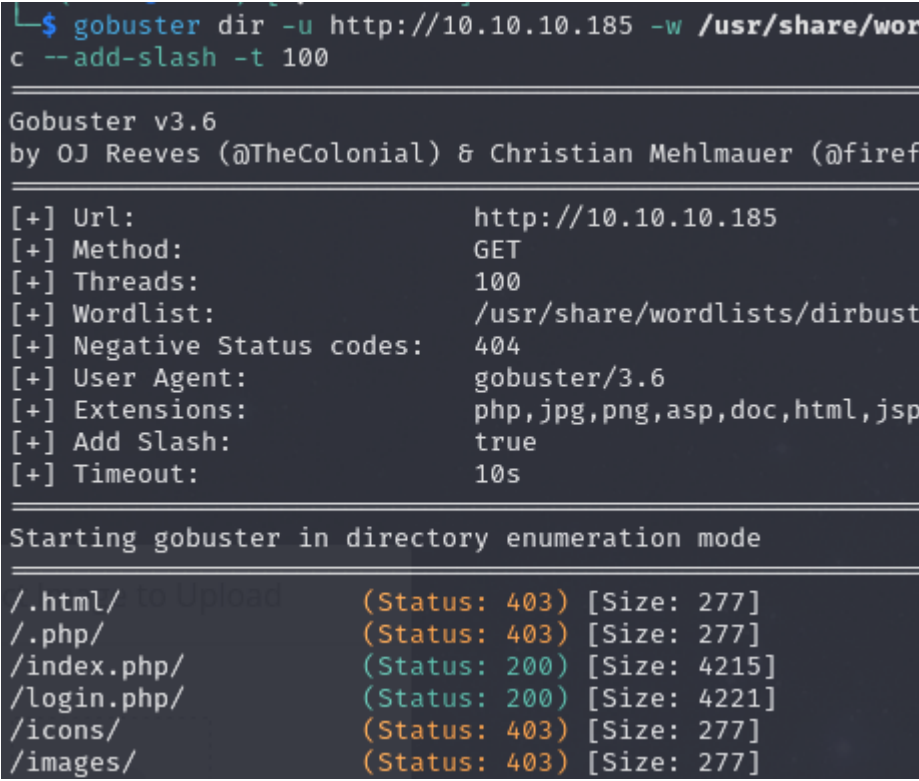 └─$ gobuster dir -u http://10.10.10.185 -w /usr/share/wor
c --add-slash -t 100
Gobuster v3.6
by OJ Reeves (@TheColonial) & Christian Mehlmauer (@firef
[+] Url: http://10.10.10.185
[+] Method: GET
[+] Threads: 100
[+] Wordlist: /usr/share/wordlists/dirbust
[+] Negative Status codes: 404
[+] User Agent: gobuster/3.6
[+] Extensions: php,jpg,png,asp,doc,html,jsp
[+] Add Slash: true
[+] Timeout: 10s
Starting gobuster in directory enumeration mode
/.html/ (Status: 403) [Size: 277]
to Upload
/.php/ (Status: 403) [Size: 277]
/index.php/ (Status: 200) [Size: 4215]
/login.php/ (Status: 200) [Size: 4221]
/icons/ (Status: 403) [Size: 277]
/images/ (Status: 403) [Size: 277]